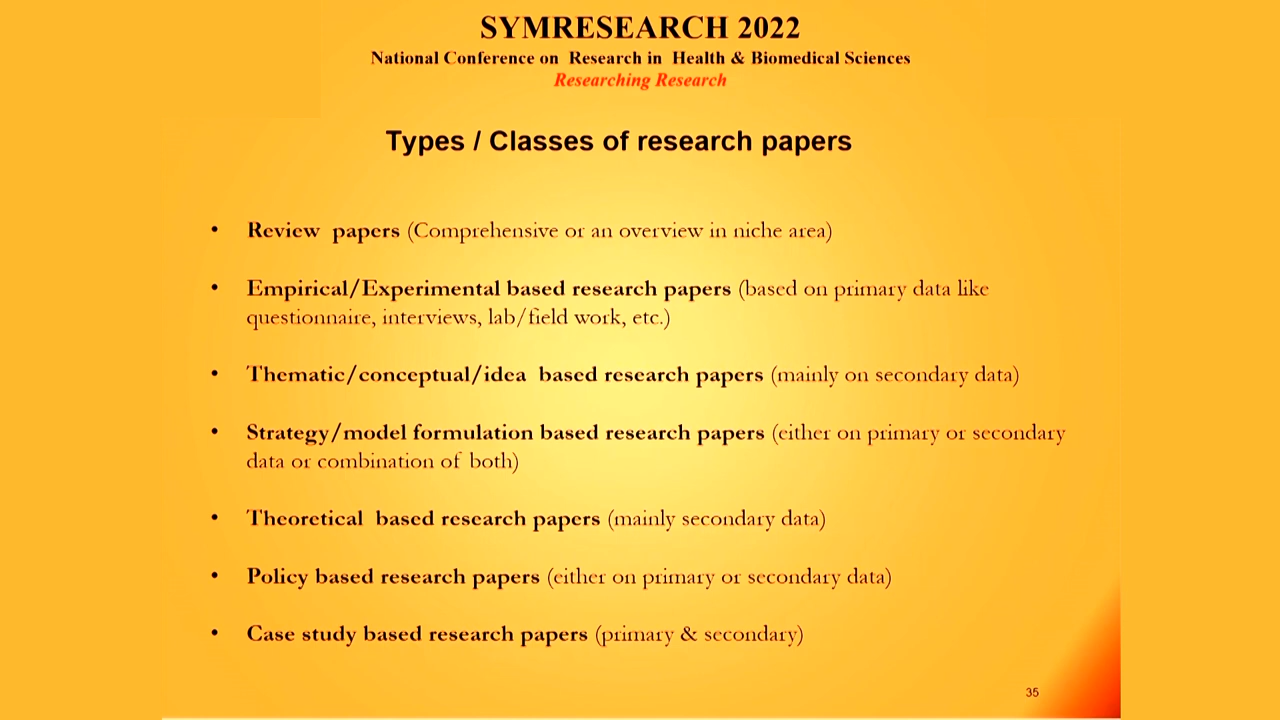 SYMRESEARCH 2022
National Conference on Research in Health & Biomedical Sciences
Researching Research
Types / Classes of research papers
• Review papers (Comprehensive or an overview in niche area)
• Empirical/Experimental based research papers (based on primary data like
questionnaire, interviews, lab/field work, etc.)
• Thematic/conceptual/idea based research papers (mainly on secondary data)
• Strategy/model formulation based research papers (either on primary or secondary
data or combination of both)
• Theoretical based research papers (mainly secondary data)
• Policy based research papers (either on primary or secondary data)
• Case study based research papers (primary & secondary)
35